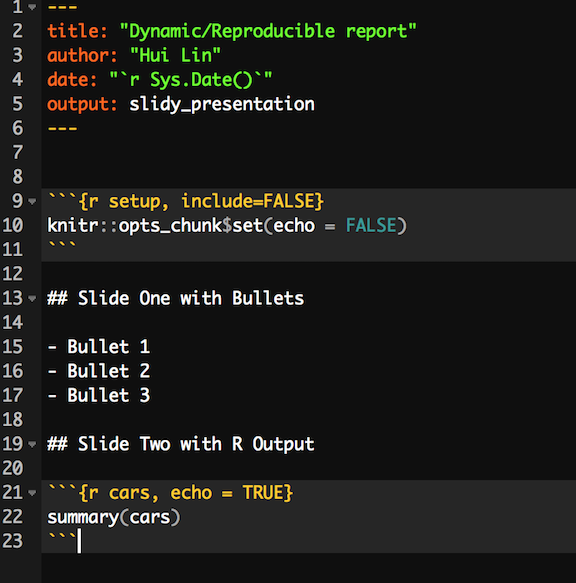 1 ---
2 title: "Dynamic/Reproducible report"
3 author: "Hui Lin"
4 date: "`r Sys.Date()`"
5 output: slidy_presentation
6 ---
7
8
9 ```{r setup, include=FALSE}
10 knitr::opts_chunk$set(echo = FALSE)
11 ```
12
13 ## Slide One with Bullets
14
15 - Bullet 1
16 - Bullet 2
17 - Bullet 3
18
19 ## Slide Two with R Output
20
21 ```{r cars, echo = TRUE}
22 summary(cars)
23 ```